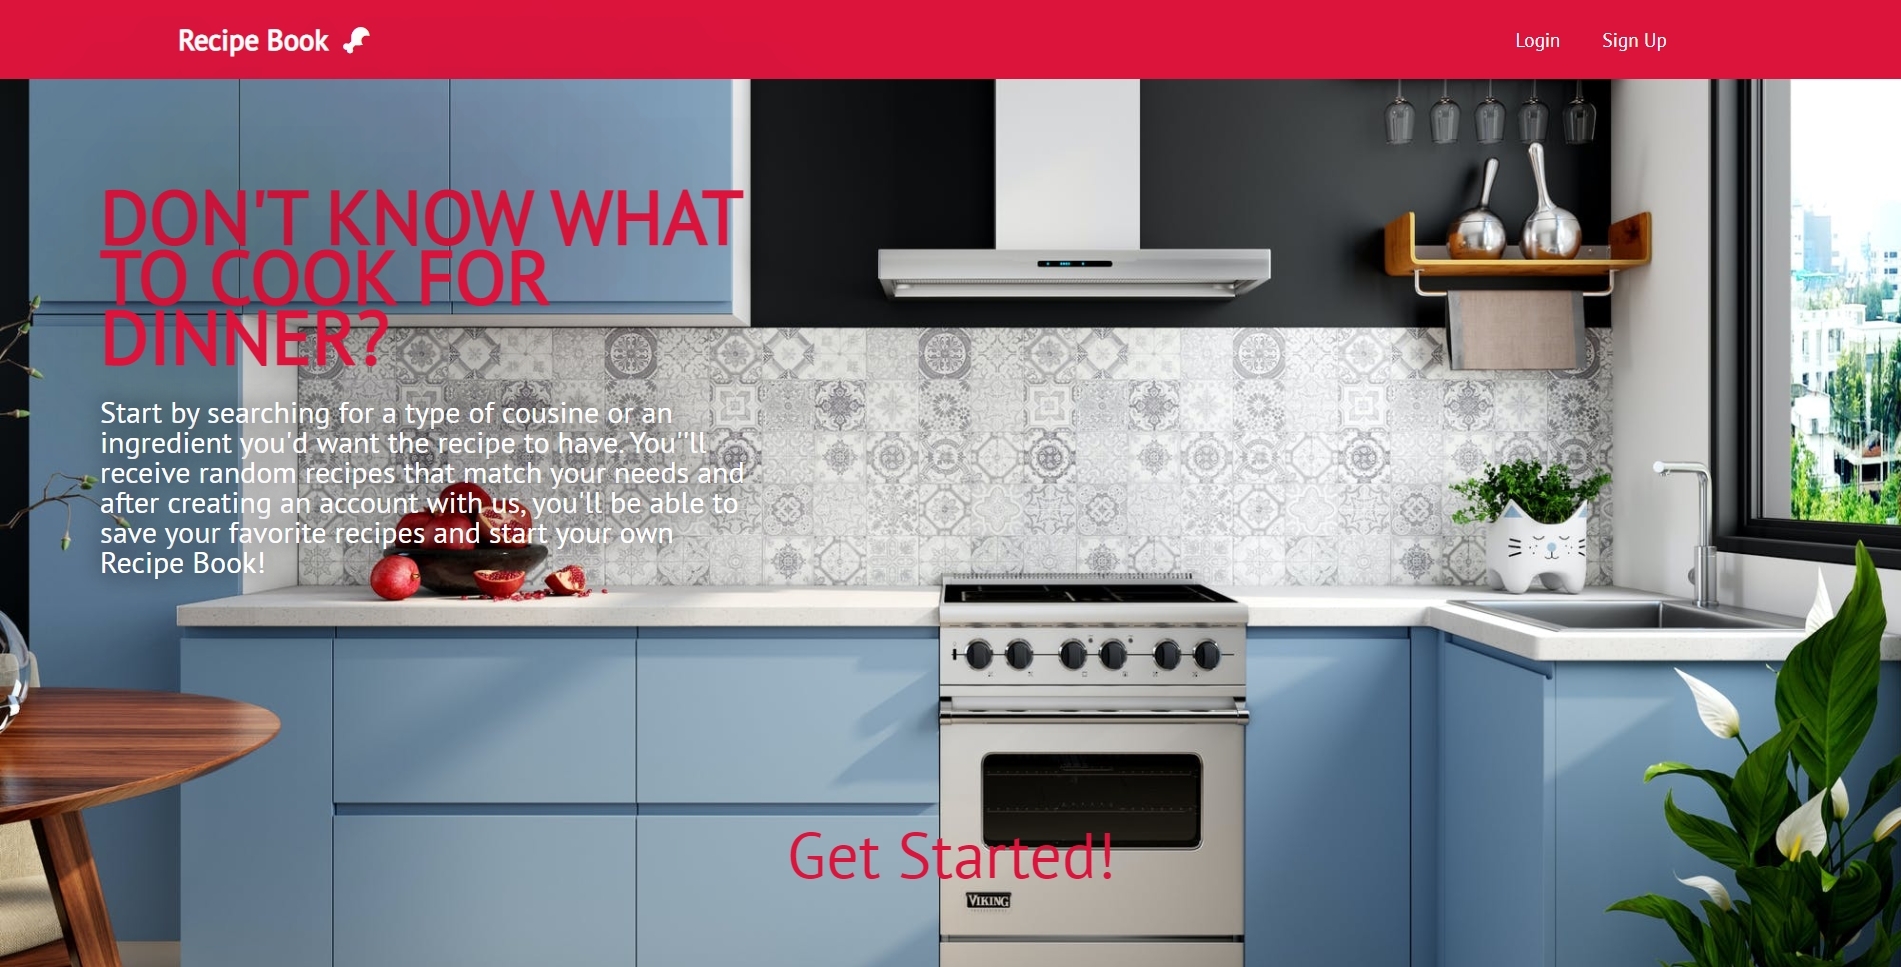 Recipe Book
Login
Sign Up
DON'T KNOW WHAT
TO COOK FOR
DINNER?
Start by searching for a type of cousine or an
ingredient you'd want the recipe to have. You''ll
receive random recipes that match your needs and
after creating an account with us, you'll be able to
save your favorite recipes and start your own
Recipe Book!
Get Started!
VIKING